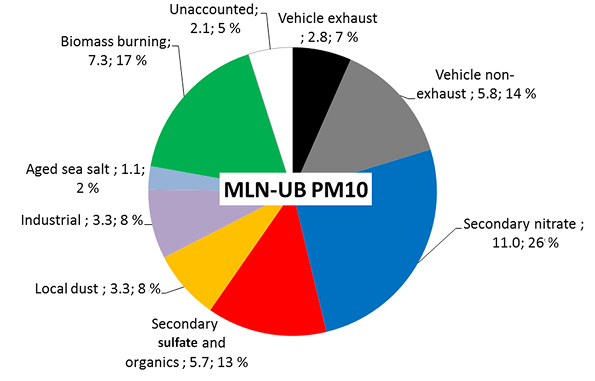 Unaccounted;
2.1; 5 %
Vehicle exhaust
; 2.8; 7 %
Biomass burning;
7.3; 17 %
Vehicle non-
exhaust ; 5.8; 14 %
Aged sea salt ; 1.1;
2 %
MLN-UB PM10
Industrial ; 3.3; 8 %
Secondary nitrate ;
11.0; 26 %
Local dust ; 3.3; 8 %
Secondary
sulfate and
organics ; 5.7; 13 %